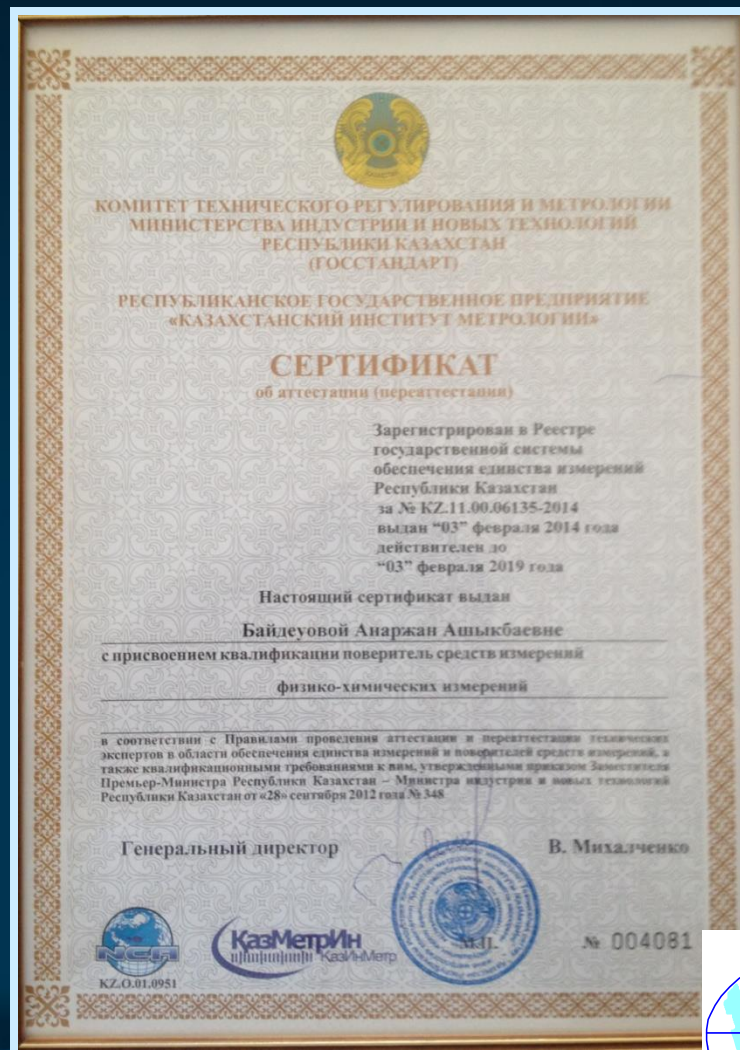 КОМИТЕТ ТЕХНИЧЕСКОГО РЕГУЛИРОВАНИЯ И МЕТРОЛОГИИ
МИНИСТЕРСТВА ИНДУСТРИИ И НОВЫХ ТЕХНОЛОГИЙ
РЕСПУБЛИКИ КАЗАХСТАН
(ГОССТАНДАРТ)
РЕСПУБЛИКАНСКОЕ ГОСУДАРСТВЕННОЕ ПРЕДПРИЯТИЕ
«КАЗАХСТАНСКИЙ ИНСТИТУТ МЕТРОЛОГИИ»
СЕРТИФИКАТ
об аттестации (переаттестации)
Зарегистрирован в Реестре
государственной системы
обеспечения единства измерений
Республики Казахстан
за № KZ.11.00.06135-2014
выдан “03” февраля 2014 года
действителен до
“03” февраля 2019 года
Настоящий сертификат выдан
Байдеуовой Анаржан Ашыкбаевне
с присвоением квалификации поверитель средств измерений
физико-химических измерений
в соответствии с Правилами проведения аттестации и переаттестации технических
экспертов в области обеспечения единства измерений и поверителей средств измерений, а
также квалификационными требованиями к ним, утвержденными приказом Заместителя
Премьер-Министра Республики Казахстан – Министра индустрии и новых технологий
Республики Казахстан от «28» сентября 2012 года № 348
Генеральный директор В. Михалченко
М.П. № 004081
NCA
КазМетрИн
КазИнМетр
KZ.O.01.0951